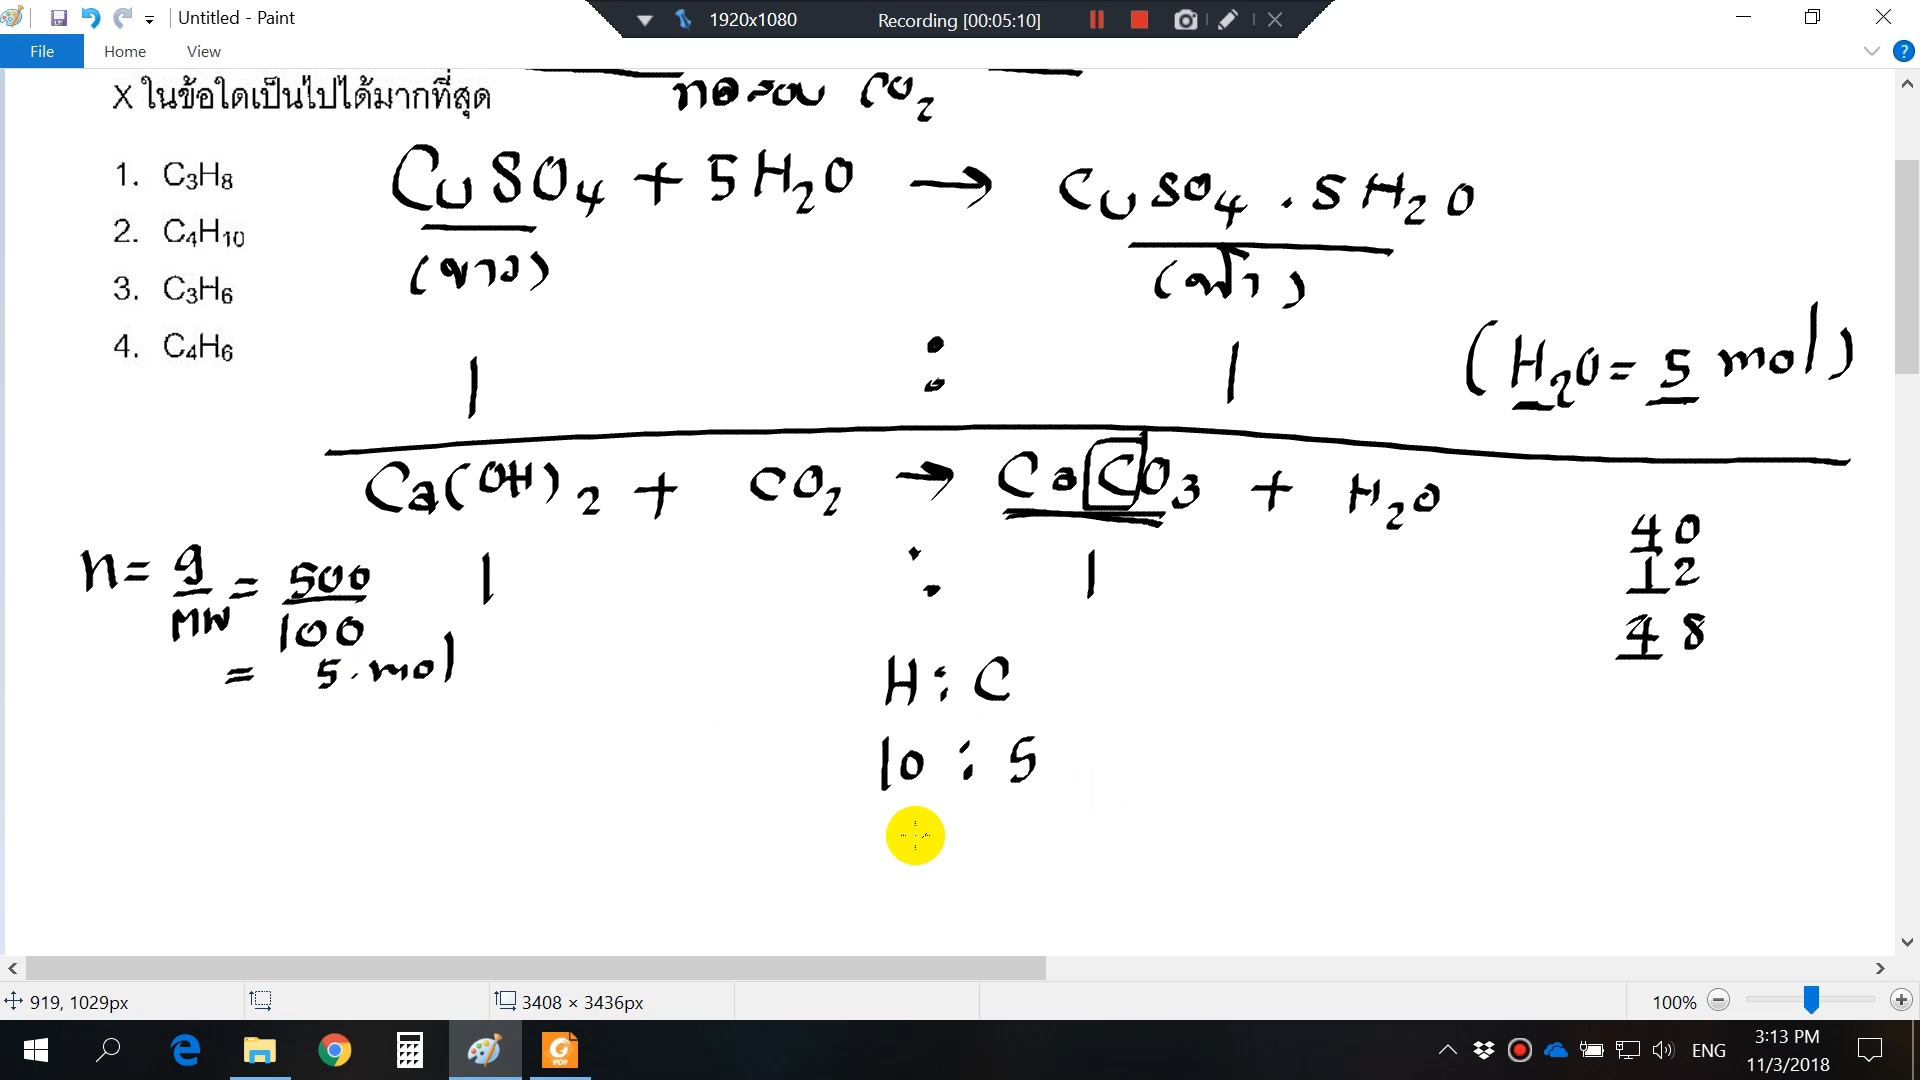 Untitled - Paint
1920x1080
Recording [00:05:10]
File
Home
View
?
X ในข้อใดเป็นไปได้มากที่สุด
ทดสอบ CO2
1. C3H8
CuSO4 + 5H2O → CuSO4 . 5H2O
2. C4H10
(ขาว)
(ฟ้า)
3. C3H6
4. C4H6
1 : 1
(H2O = 5 mol)
Ca(OH)2 + CO2 → CaCO3 + H2O
40
n = g/MW = 500/100
1 : 1
12
48
= 5 . mol
H : C
10 : 5
919, 1029px
3408 × 3436px
100%
PDF
ENG
3:13 PM
11/3/2018